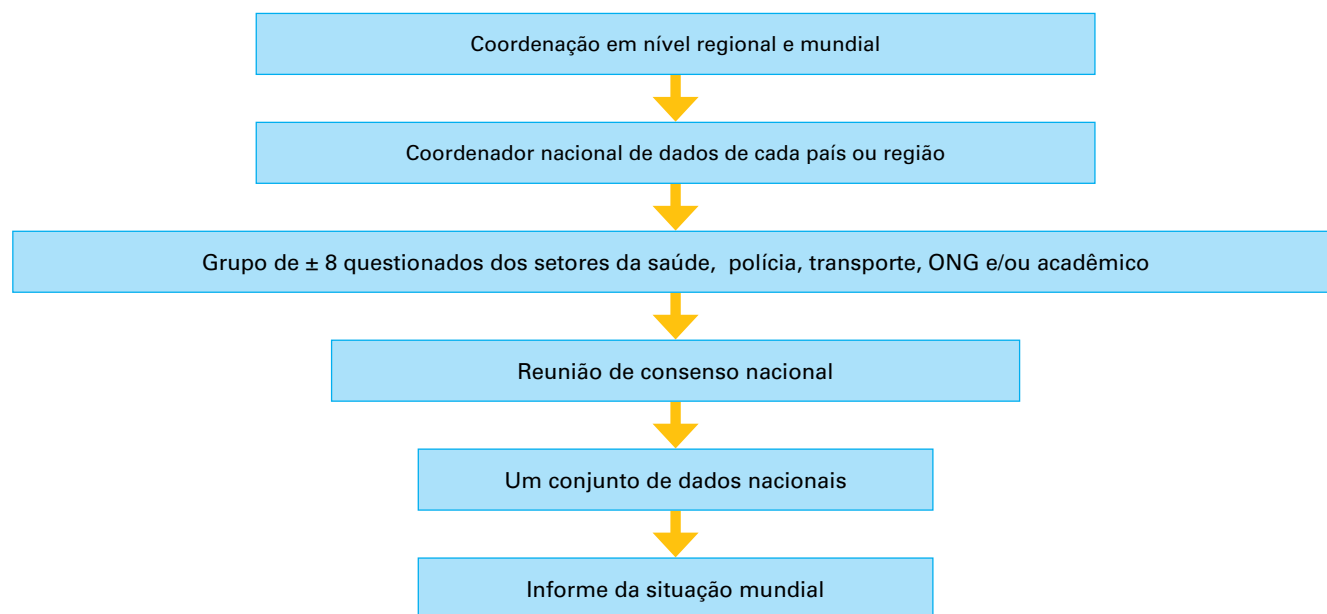 Coordenação em nível regional e mundial
Coordenador nacional de dados de cada país ou região
Grupo de ± 8 questionados dos setores da saúde, polícia, transporte, ONG e/ou acadêmico
Reunião de consenso nacional
Um conjunto de dados nacionais
Informe da situação mundial